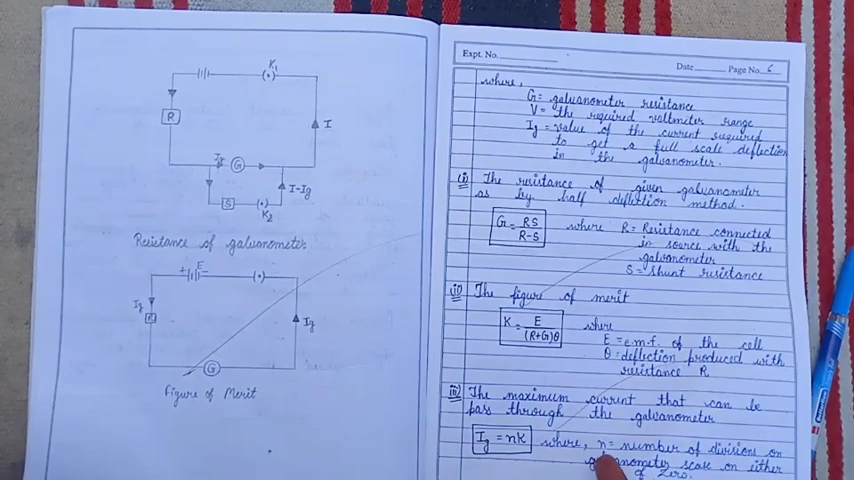 K₁
R
I
Ig
G
I-Ig
S
K₂
Resistance of galvanometer
+ E -
Ig
R
Ig
G
Figure of Merit
Expt. No.
Date Page No. 6
where,
G = galvanometer resistance
V = the required voltmeter range
Ig = value of the current required
to get a full scale deflection
in the galvanometer.
(i) The resistance of given galvanometer
as by half deflection method.
G = RS / R-S where R = Resistance connected
in source with the
galvanometer
S = Shunt resistance
(ii) The figure of merit
K = E / (R+G)θ where
E = e.m.f. of the cell
θ = deflection produced with
resistance R
The maximum current that can be
pass through the galvanometer
Ig = nK where, n = number of divisions on
galvanometer scale on either
of zero.